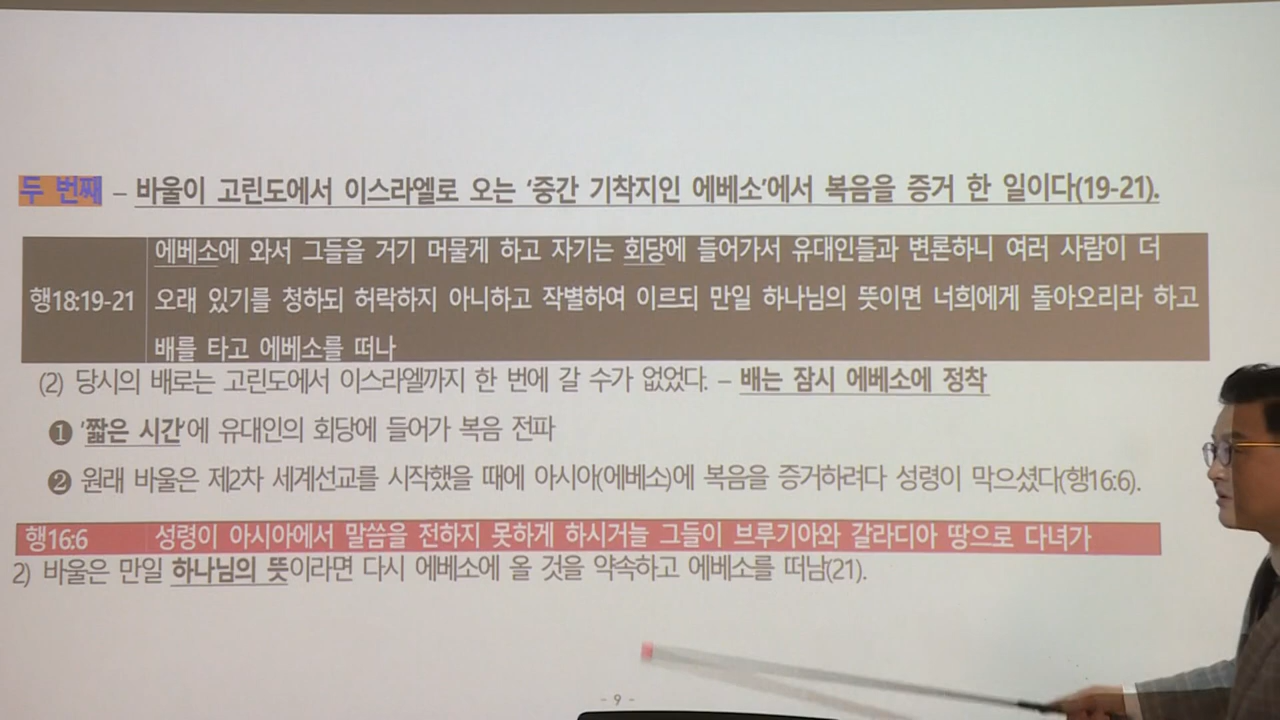 두 번째 – 바울이 고린도에서 이스라엘로 오는 ‘중간 기착지인 에베소’에서 복음을 증거 한 일이다(19-21).
행18:19-21
에베소에 와서 그들을 거기 머물게 하고 자기는 회당에 들어가서 유대인들과 변론하니 여러 사람이 더
오래 있기를 청하되 허락하지 아니하고 작별하여 이르되 만일 하나님의 뜻이면 너희에게 돌아오리라 하고
배를 타고 에베소를 떠나
(2) 당시의 배로는 고린도에서 이스라엘까지 한 번에 갈 수가 없었다. – 배는 잠시 에베소에 정착
❶ ‘짧은 시간’에 유대인의 회당에 들어가 복음 전파
❷ 원래 바울은 제2차 세계선교를 시작했을 때에 아시아(에베소)에 복음을 증거하려다 성령이 막으셨다(행16:6).
행16:6 성령이 아시아에서 말씀을 전하지 못하게 하시거늘 그들이 브루기아와 갈라디아 땅으로 다녀가
2) 바울은 만일 하나님의 뜻이라면 다시 에베소에 올 것을 약속하고 에베소를 떠남(21).
- 9 -